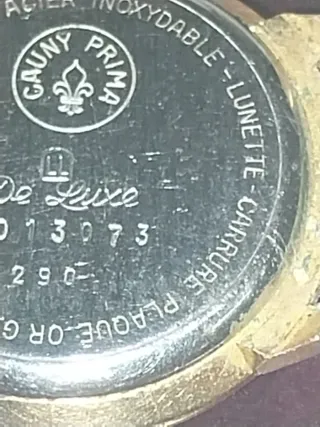 ACIER INOXYDABLE - LUNETTE - CARRURE PLAQUE OR G
CAUNY PRIMA
De Luxe
013073
290